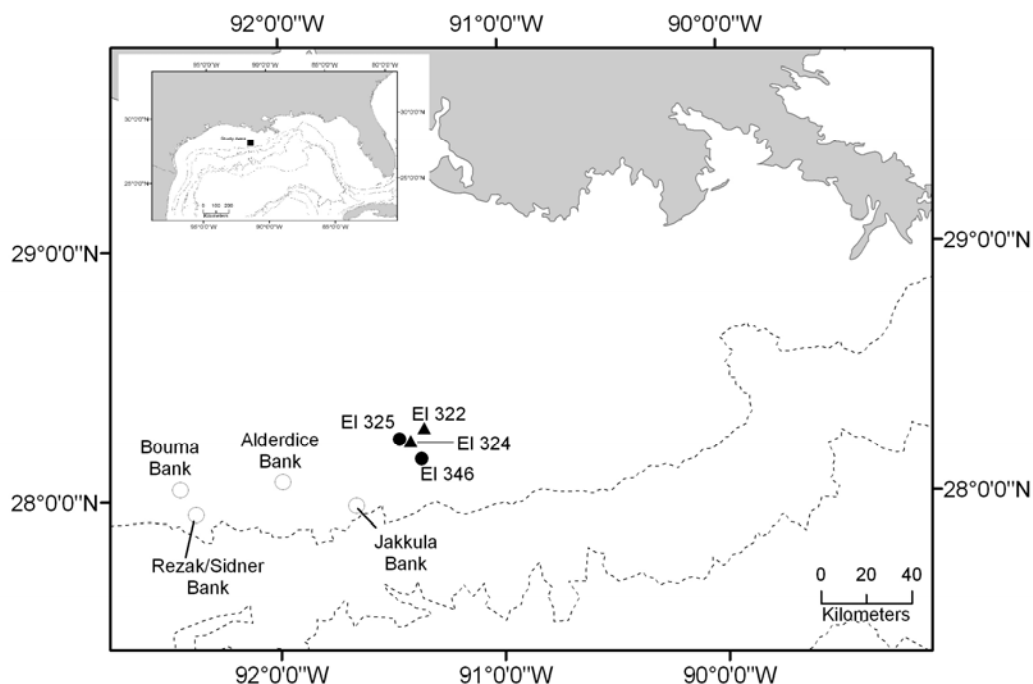 92°0'0"W
91°0'0"W
90°0'0"W
29°0'0"N
29°0'0"N
EI 325
EI 322
EI 324
EI 346
Bouma
Bank
Alderdice
Bank
28°0'0"N
28°0'0"N
Rezak/Sidner
Bank
Jakkula
Bank
0 20 40
Kilometers
92°0'0"W
91°0'0"W
90°0'0"W